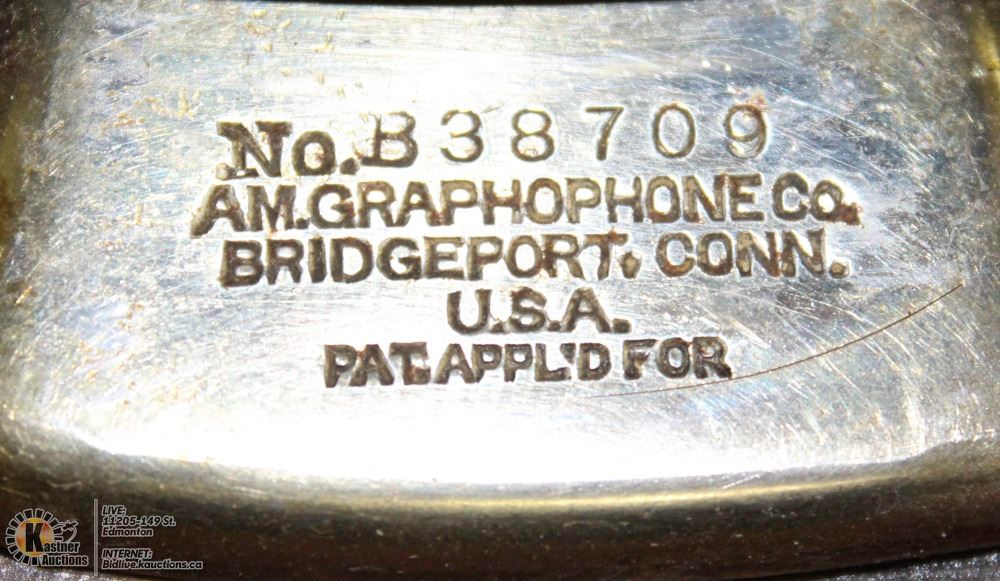 No. B38709
AM. GRAPHOPHONE Co.
BRIDGEPORT, CONN.
U.S.A.
PAT. APPL'D FOR
Kastner
Auctions
LIVE:
11205-149 St.
Edmonton
INTERNET:
Bidlive.kauctions.ca